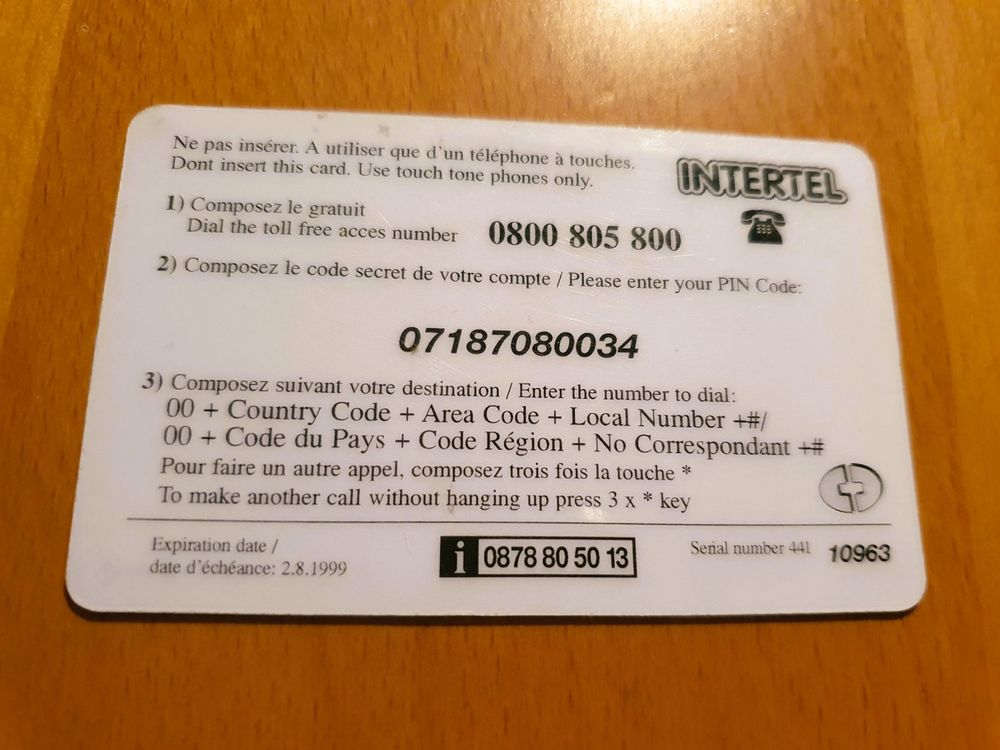 Ne pas insérer. A utiliser que d'un téléphone à touches.
Dont insert this card. Use touch tone phones only.
INTERTEL
1) Composez le gratuit
Dial the toll free acces number 0800 805 800
2) Composez le code secret de votre compte / Please enter your PIN Code:
07187080034
3) Composez suivant votre destination / Enter the number to dial:
00 + Country Code + Area Code + Local Number +#/
00 + Code du Pays + Code Région + No Correspondant +#
Pour faire un autre appel, composez trois fois la touche *
To make another call without hanging up press 3 x * key
Expiration date /
date d'échéance: 2.8.1999
i 0878 80 50 13
Serial number 441 10963